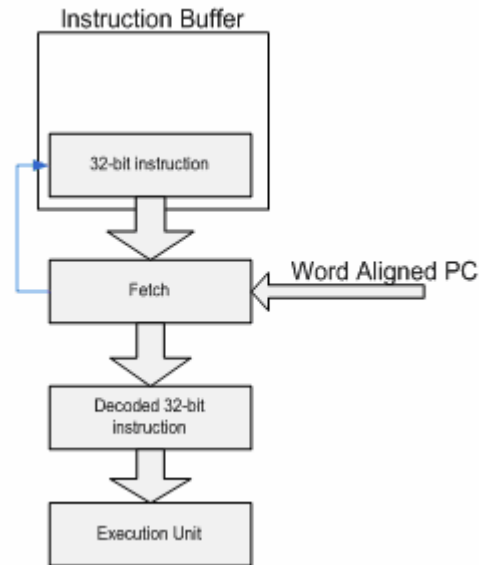 Instruction Buffer
32-bit instruction
Word Aligned PC
Fetch
Decoded 32-bit
instruction
Execution Unit